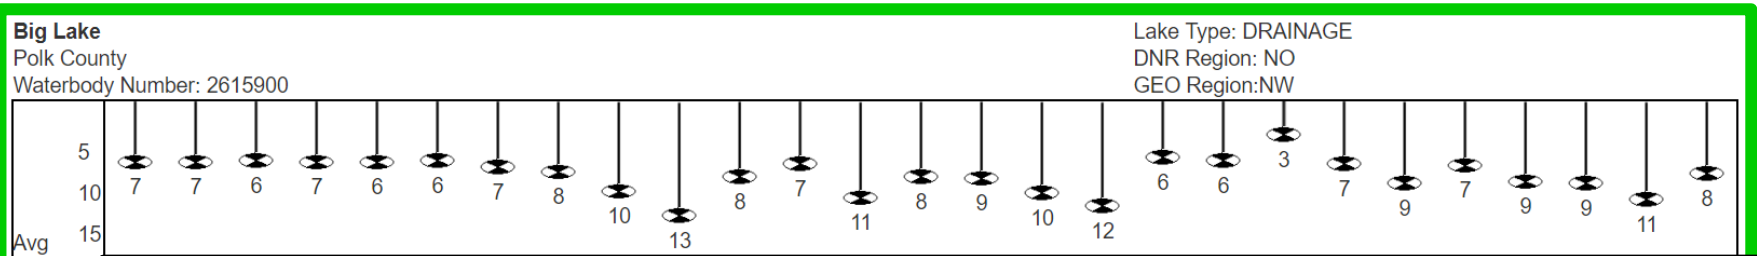 Big Lake
Lake Type: DRAINAGE
Polk County
DNR Region: NO
Waterbody Number: 2615900
GEO Region:NW
5
10
15
Avg
7 7 6 7 6 6 7 8 10 13 8 7 11 8 9 10 12 6 6 3 7 9 7 9 9 11 8